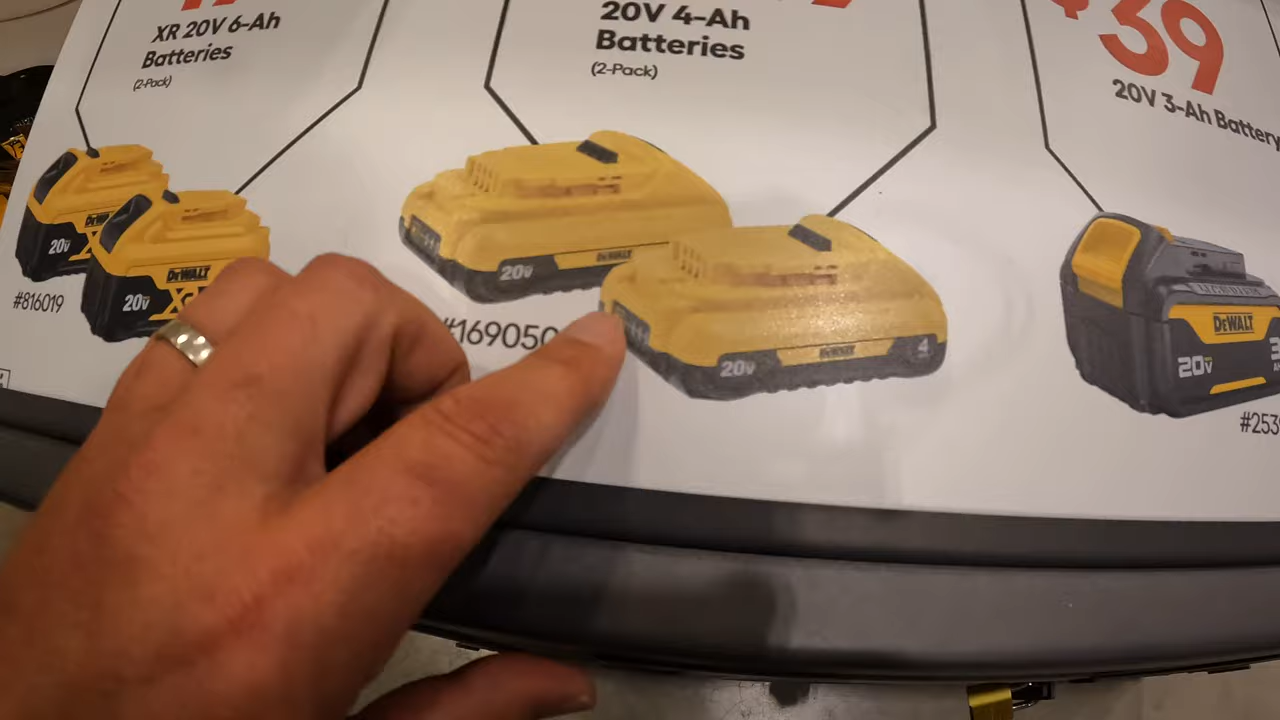 XR 20V 6-Ah
Batteries
(2-Pack)
20V 4-Ah
Batteries
(2-Pack)
39
20V 3-Ah Battery
20V
DEWALT
20V
#816019
20V
DEWALT
#169050
20V
DEWALT
4
DEWALT
20V
#253